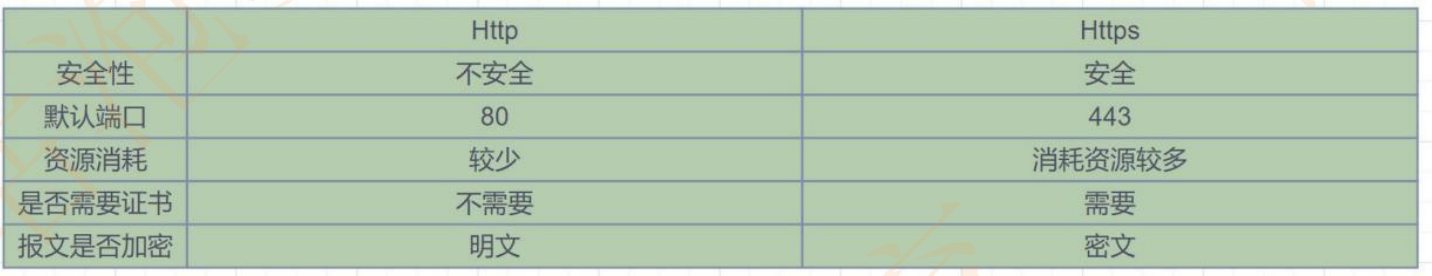 Http Https
安全性 不安全 安全
默认端口 80 443
资源消耗 较少 消耗资源较多
是否需要证书 不需要 需要
报文是否加密 明文 密文